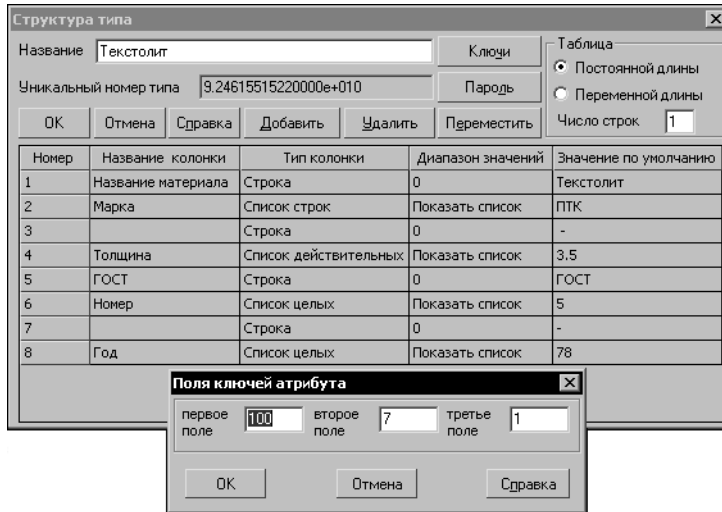 Структура типа
Название Текстолит Ключи
Уникальный номер типа 9.24615515220000e+010 Пароль
OK Отмена Справка Добавить Удалить Переместить
Таблица
Постоянной длины
Переменной длины
Число строк 1
Номер Название колонки Тип колонки Диапазон значений Значение по умолчанию
1 Название материала Строка 0 Текстолит
2 Марка Список строк Показать список ПТК
3 Строка 0 -
4 Толщина Список действительных Показать список 3.5
5 ГОСТ Строка 0 ГОСТ
6 Номер Список целых Показать список 5
7 Строка 0 -
8 Год Список целых Показать список 78
Поля ключей атрибута
первое поле 100 второе поле 7 третье поле 1
OK Отмена Справка